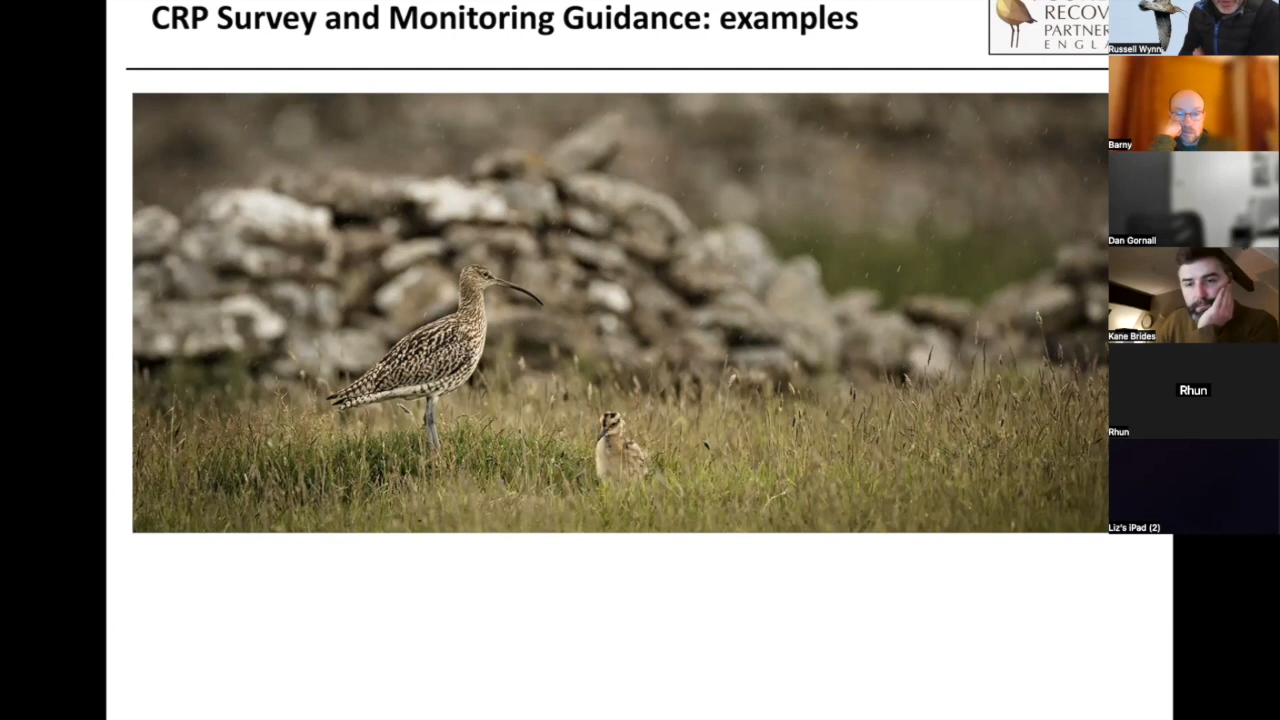 CRP Survey and Monitoring Guidance: examples
RECOV
PARTNER
ENGLA
Russell Wynn
Barny
Dan Gornall
Kane Brides
Rhun
Rhun
Liz's iPad (2)